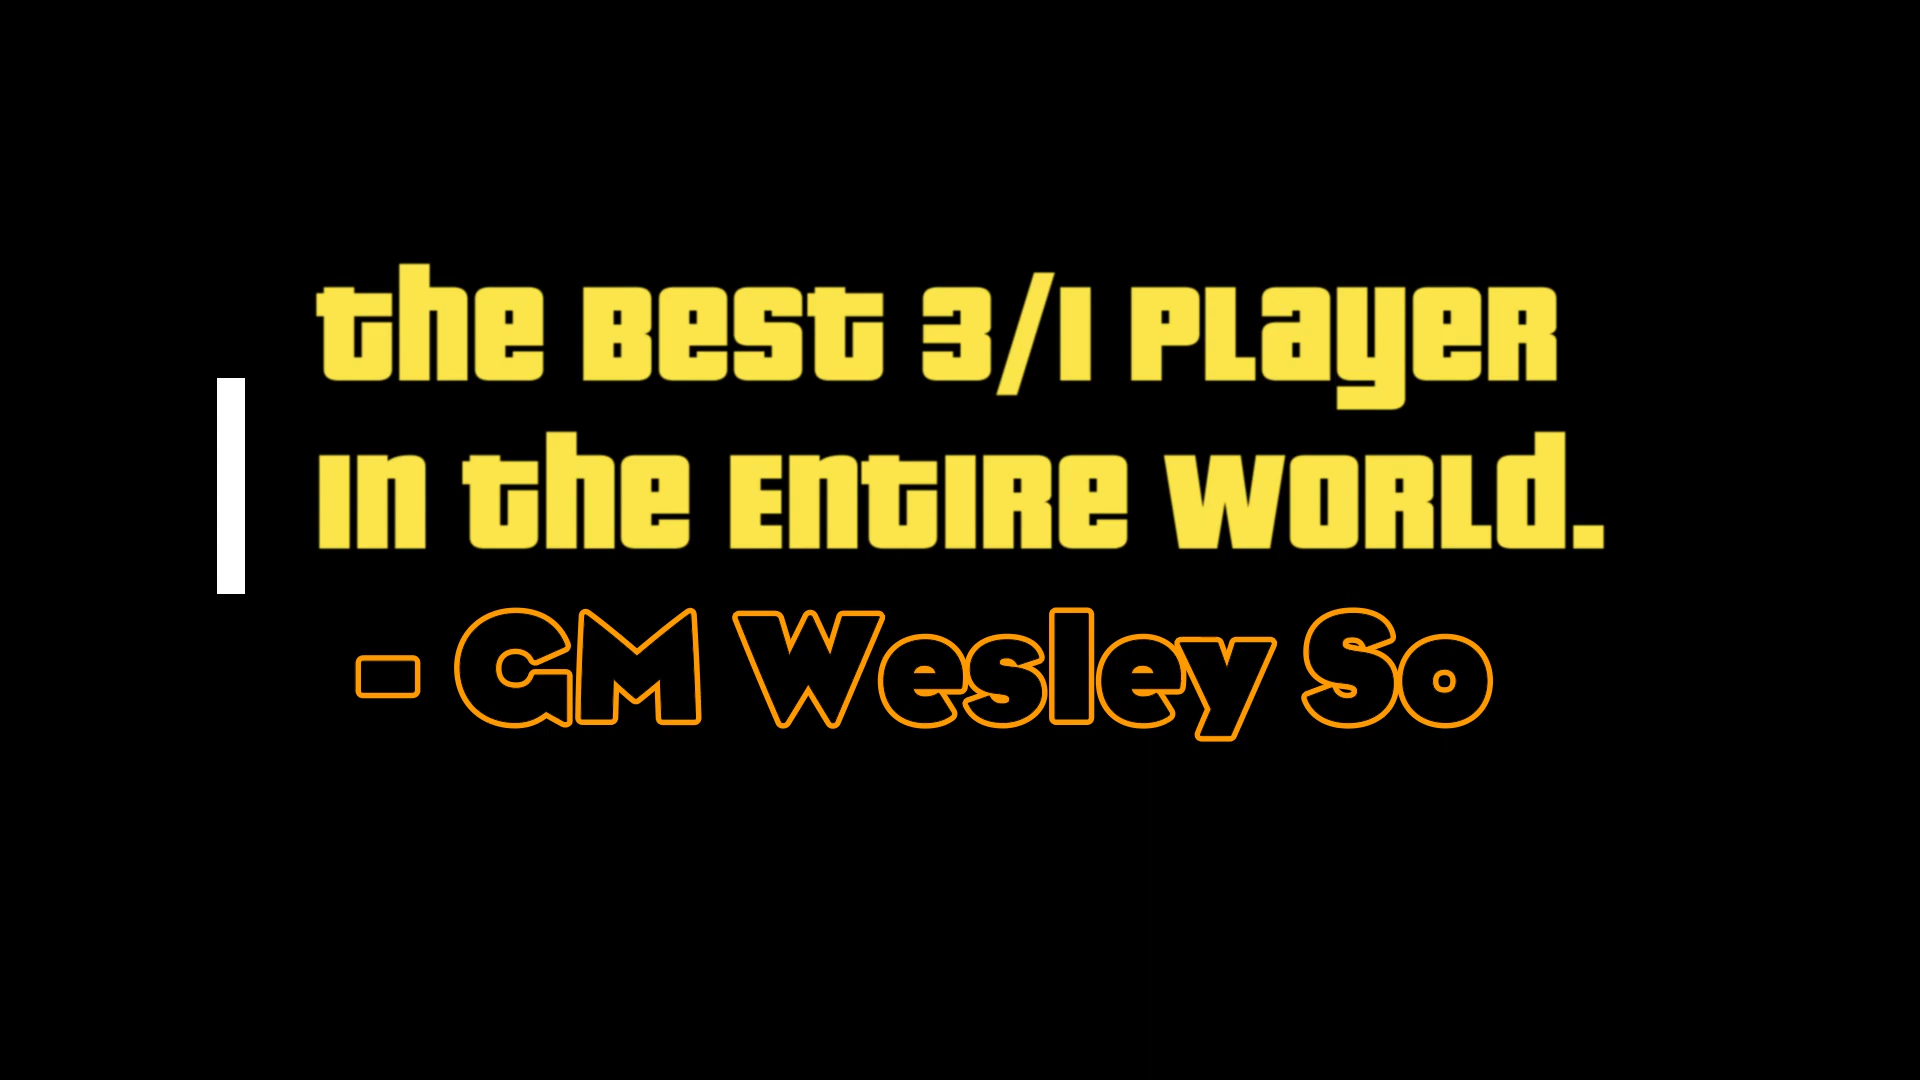 the Best 3/1 Player
in the Entire World.
- GM Wesley So